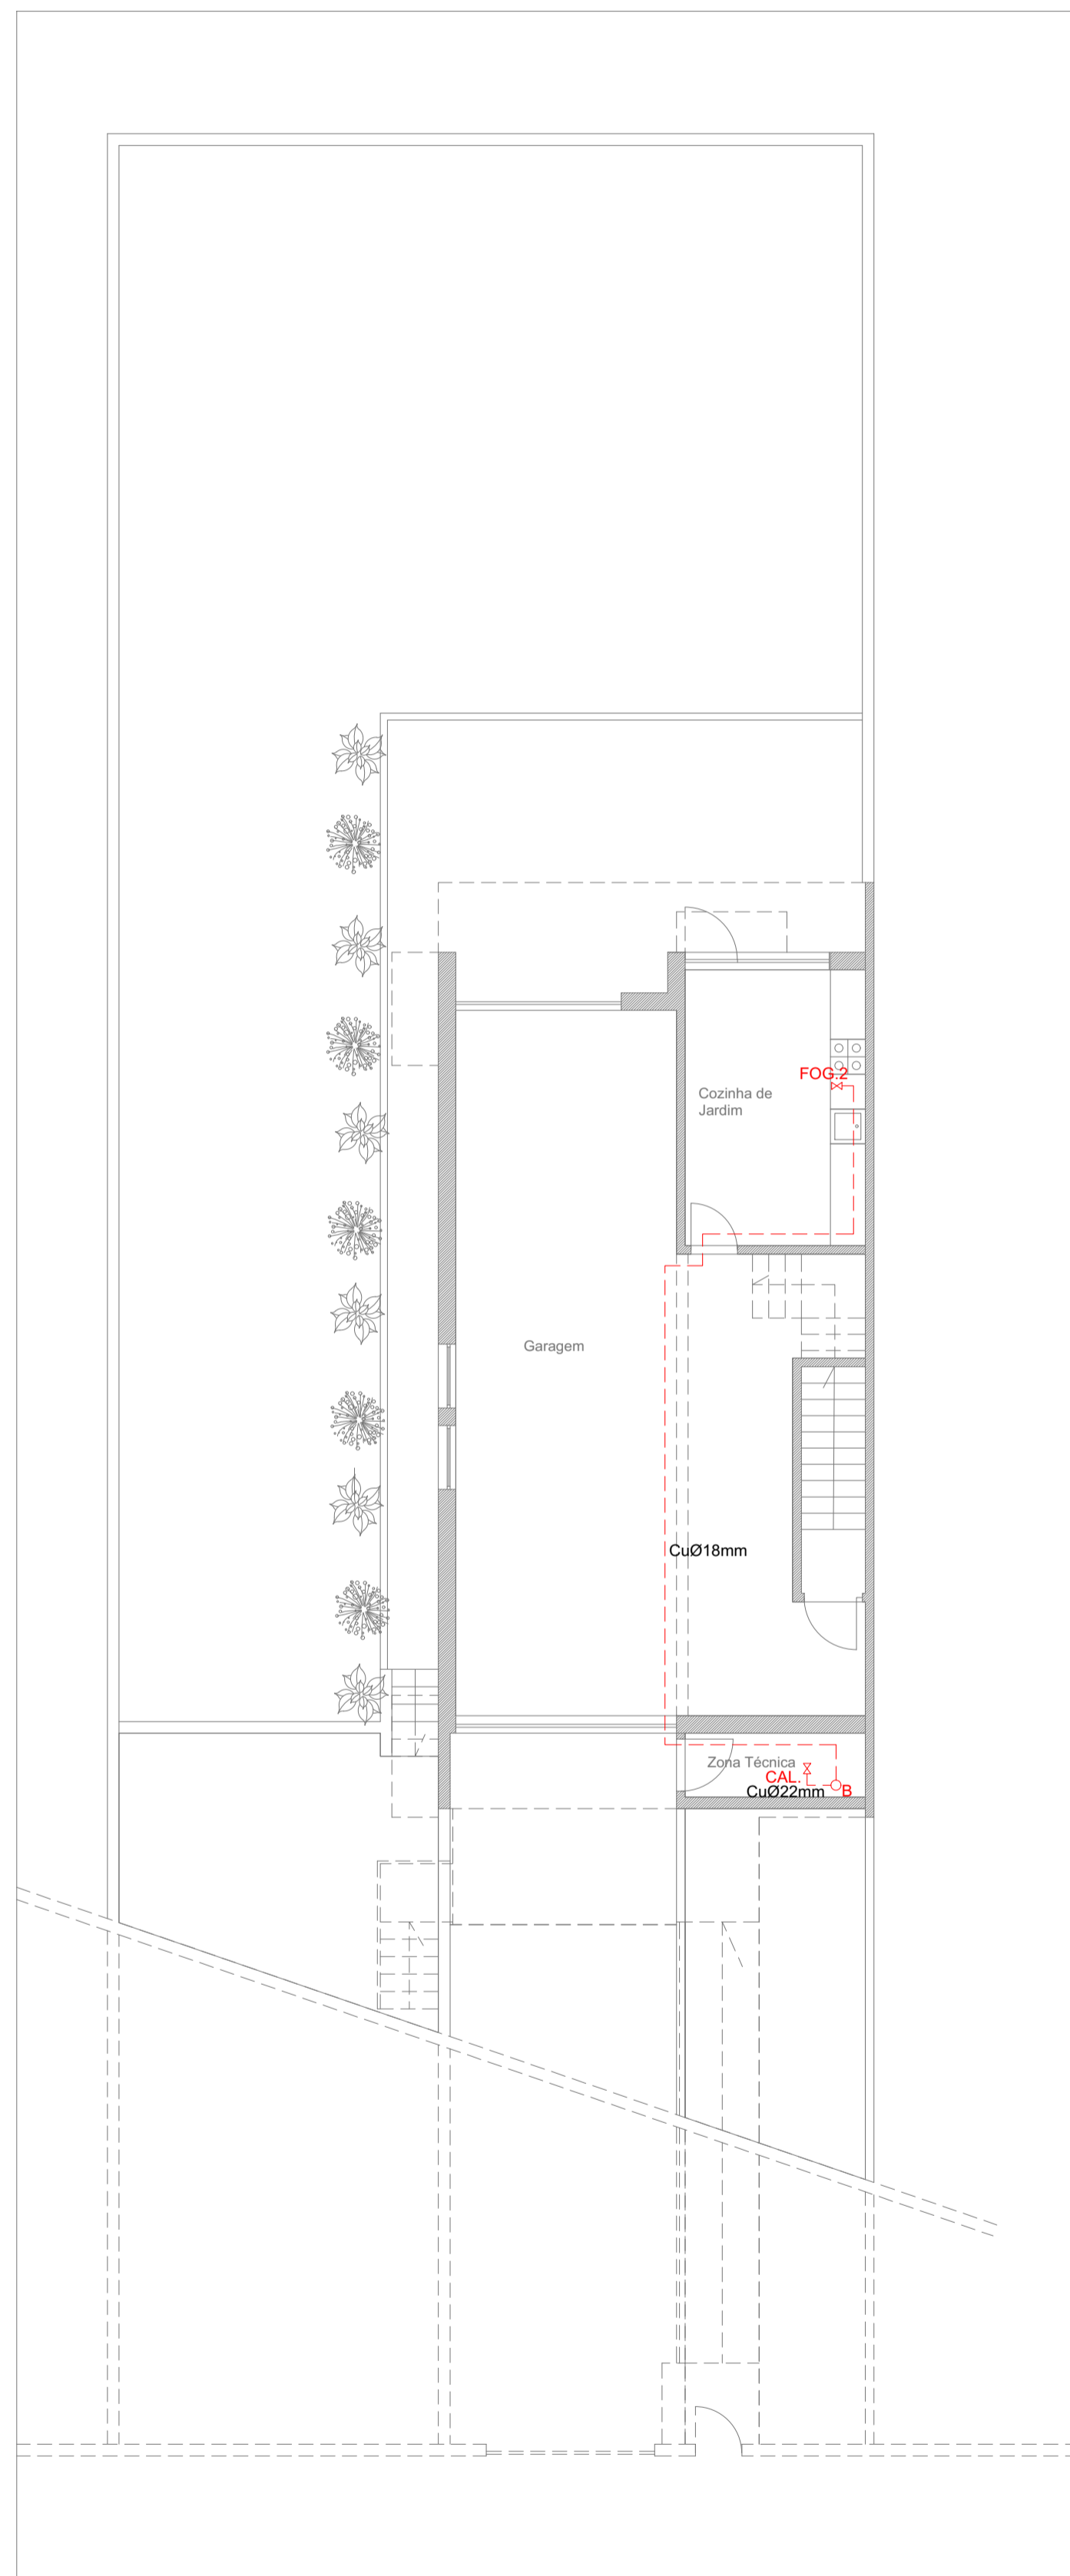 FOG.2
Cozinha de
Jardim
Garagem
CuØ18mm
Zona Técnica
CAL.
CuØ22mm
B